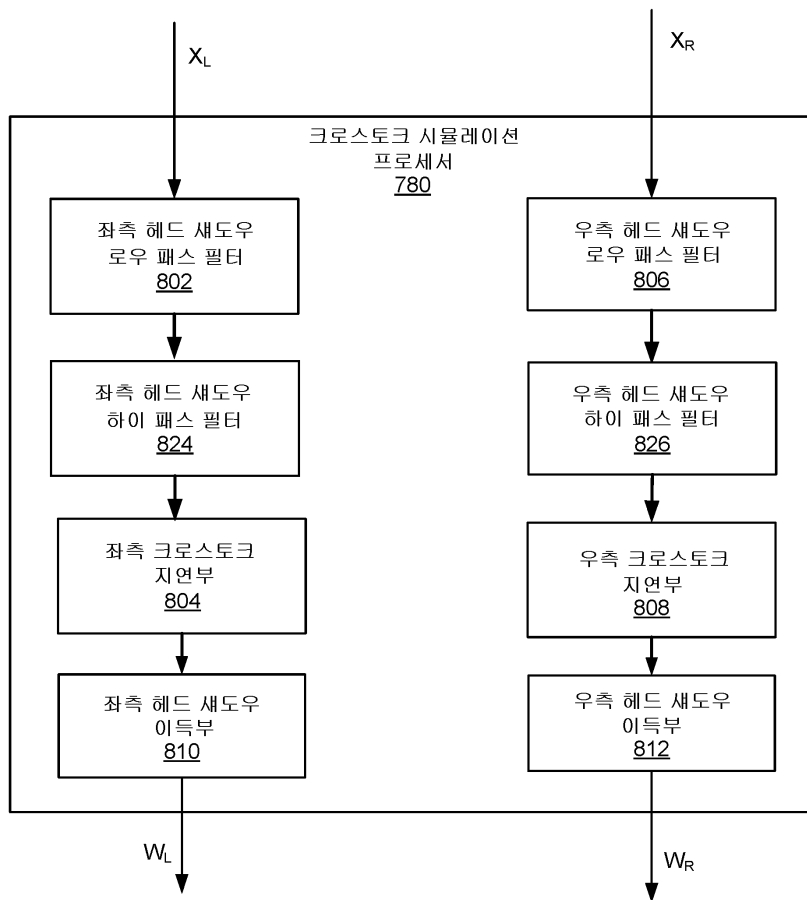 X_L
X_R
크로스토크 시뮬레이션
프로세서
780
좌측 헤드 섀도우
로우 패스 필터
802
우측 헤드 섀도우
로우 패스 필터
806
좌측 헤드 섀도우
하이 패스 필터
824
우측 헤드 섀도우
하이 패스 필터
826
좌측 크로스토크
지연부
804
우측 크로스토크
지연부
808
좌측 헤드 섀도우
이득부
810
우측 헤드 섀도우
이득부
812
W_L
W_R